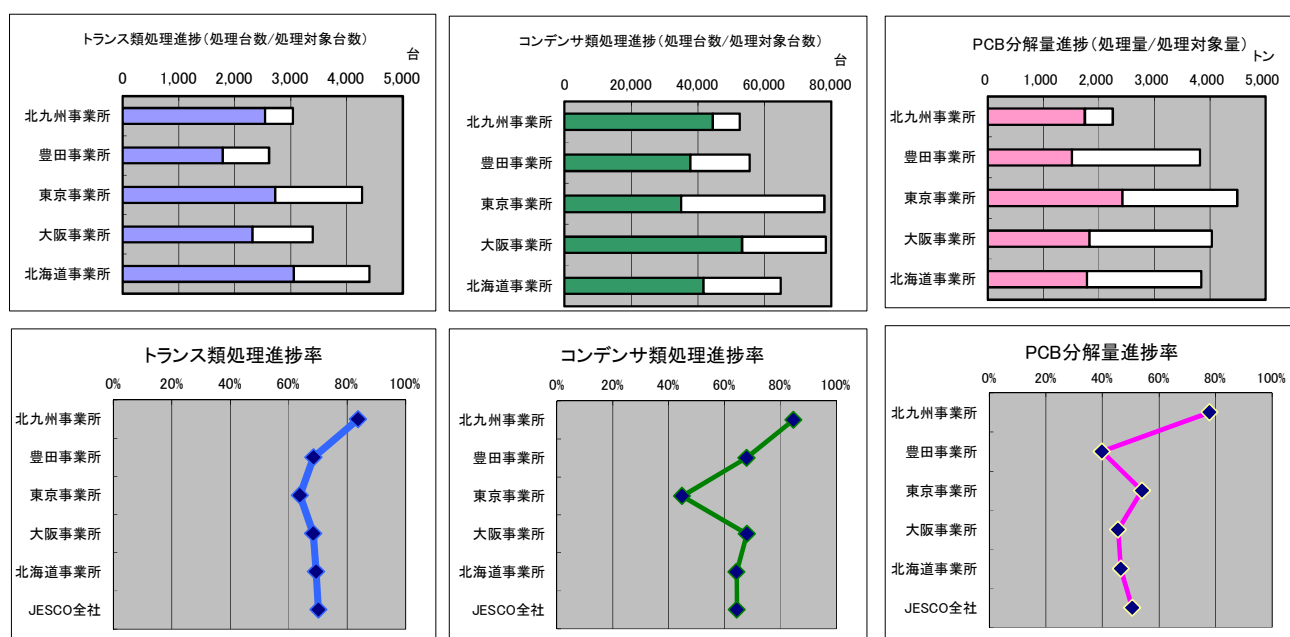 トランス類処理進捗(処理台数/処理対象台数)
台
0 1,000 2,000 3,000 4,000 5,000
北九州事業所
豊田事業所
東京事業所
大阪事業所
北海道事業所
コンデンサ類処理進捗(処理台数/処理対象台数)
台
0 20,000 40,000 60,000 80,000
北九州事業所
豊田事業所
東京事業所
大阪事業所
北海道事業所
PCB分解量進捗(処理量/処理対象量)
トン
0 1,000 2,000 3,000 4,000 5,000
北九州事業所
豊田事業所
東京事業所
大阪事業所
北海道事業所
トランス類処理進捗率
0% 20% 40% 60% 80% 100%
北九州事業所
豊田事業所
東京事業所
大阪事業所
北海道事業所
JESCO全社
コンデンサ類処理進捗率
0% 20% 40% 60% 80% 100%
北九州事業所
豊田事業所
東京事業所
大阪事業所
北海道事業所
JESCO全社
PCB分解量進捗率
0% 20% 40% 60% 80% 100%
北九州事業所
豊田事業所
東京事業所
大阪事業所
北海道事業所
JESCO全社